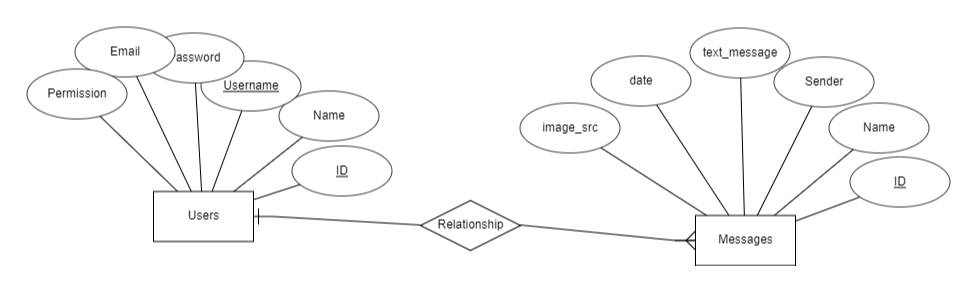 Email
assword
Permission
Username
Name
ID
Users
Relationship
text_message
date
Sender
image_src
Name
ID
Messages